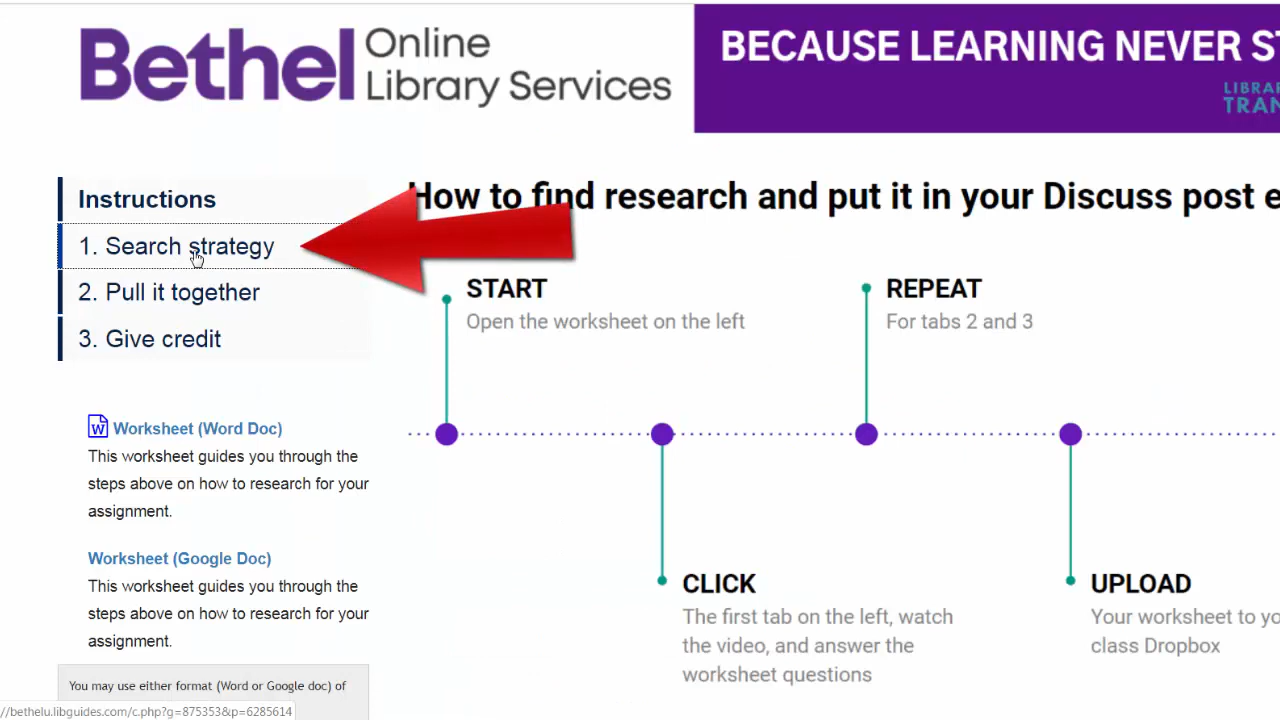 Bethel Online
Library Services
BECAUSE LEARNING NEVER
LIBRA
TRAN
Instructions
1. Search strategy
2. Pull it together
3. Give credit
How to find research and put it in your Discuss post
START
Open the worksheet on the left
REPEAT
For tabs 2 and 3
CLICK
The first tab on the left, watch
the video, and answer the
worksheet questions
UPLOAD
Your worksheet to yo
class Dropbox
Worksheet (Word Doc)
This worksheet guides you through the
steps above on how to research for your
assignment.
Worksheet (Google Doc)
This worksheet guides you through the
steps above on how to research for your
assignment.
You may use either format (Word or Google doc) of
//bethelu.libguides.com/c.php?g=875353&p=6285614